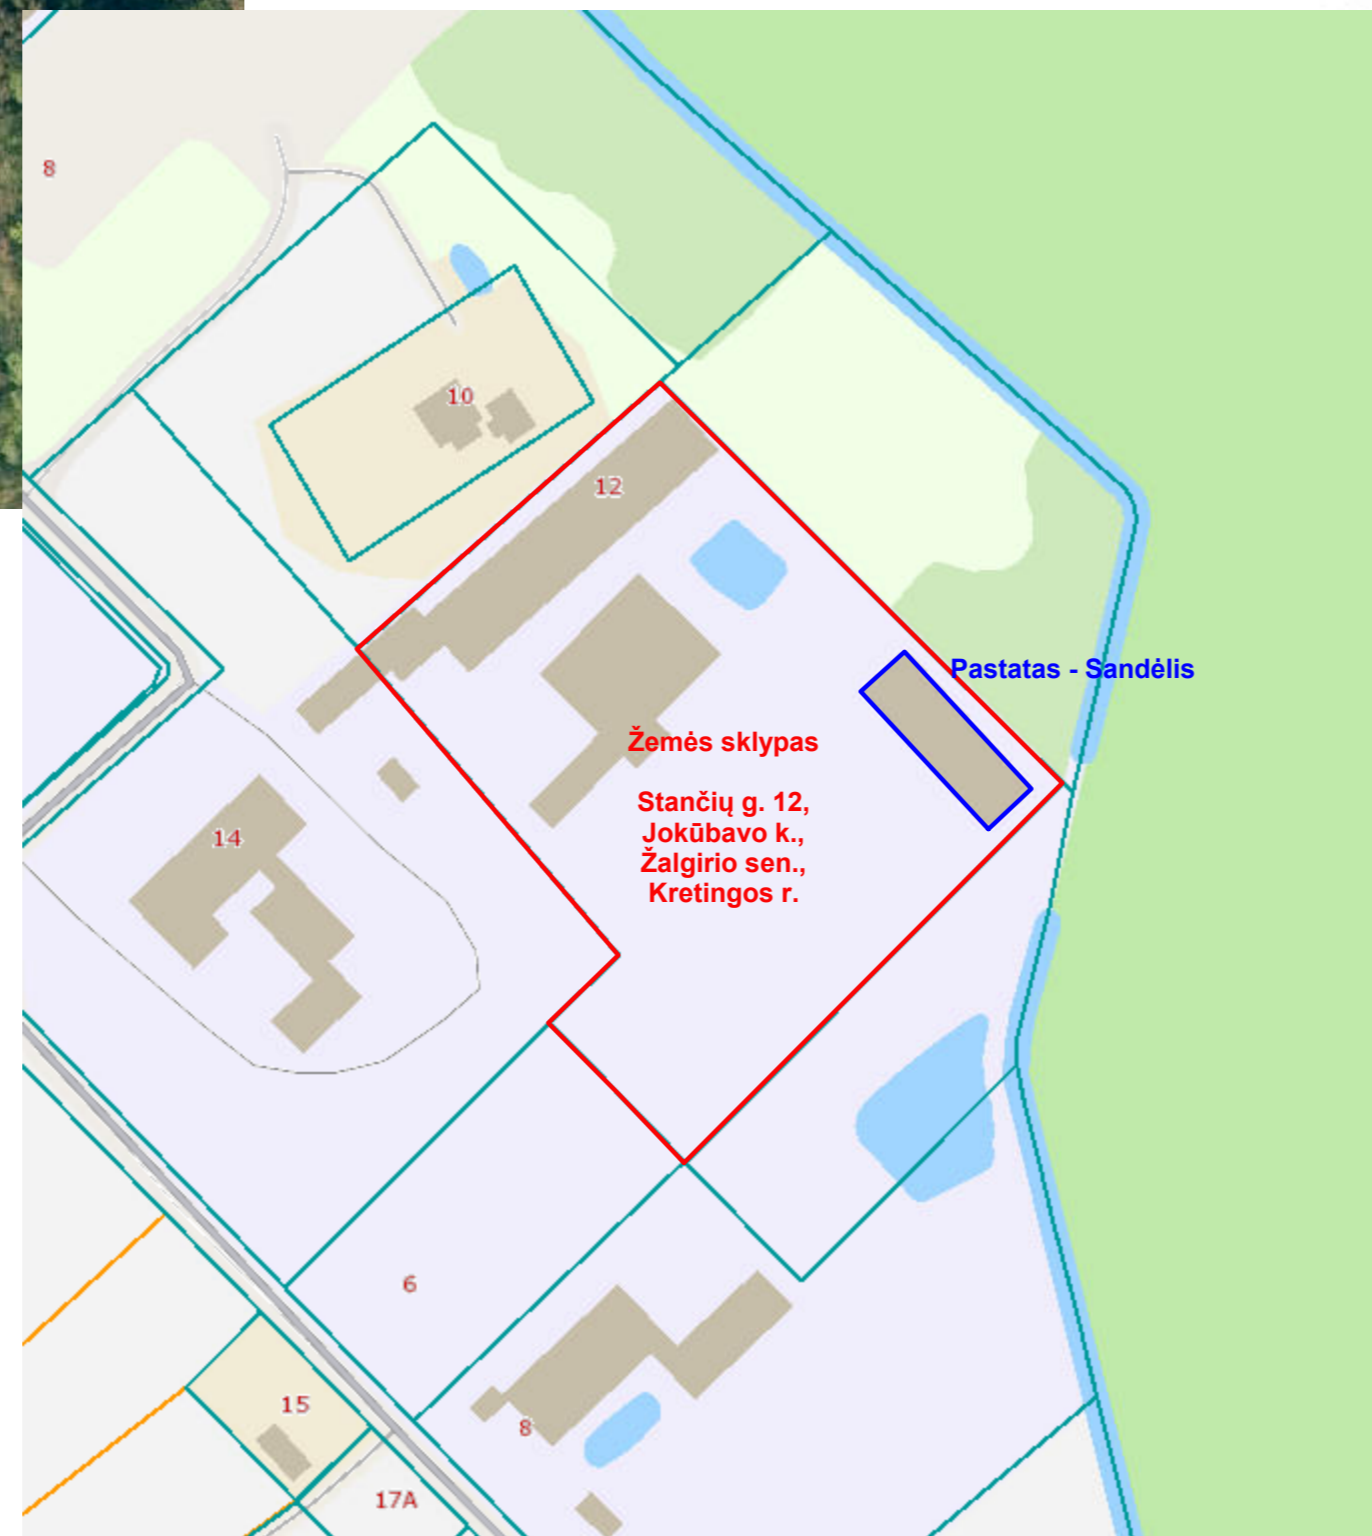 8
10
12
Pastatas - Sandėlis
Žemės sklypas
Stančių g. 12,
Jokūbavo k.,
Žalgirio sen.,
Kretingos r.
14
6
15
8
17A